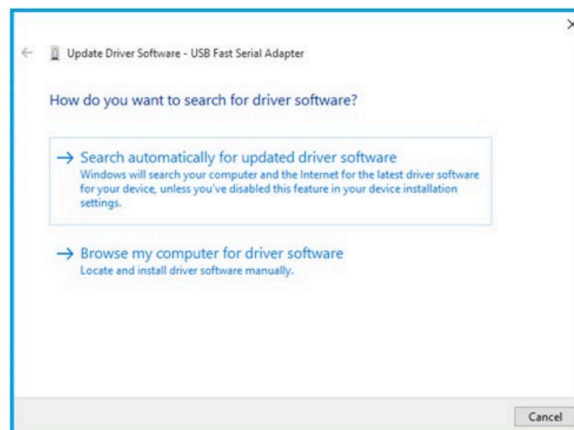 Update Driver Software - USB Fast Serial Adapter
How do you want to search for driver software?
Search automatically for updated driver software
Windows will search your computer and the Internet for the latest driver software
for your device, unless you've disabled this feature in your device installation
settings.
Browse my computer for driver software
Locate and install driver software manually.
Cancel